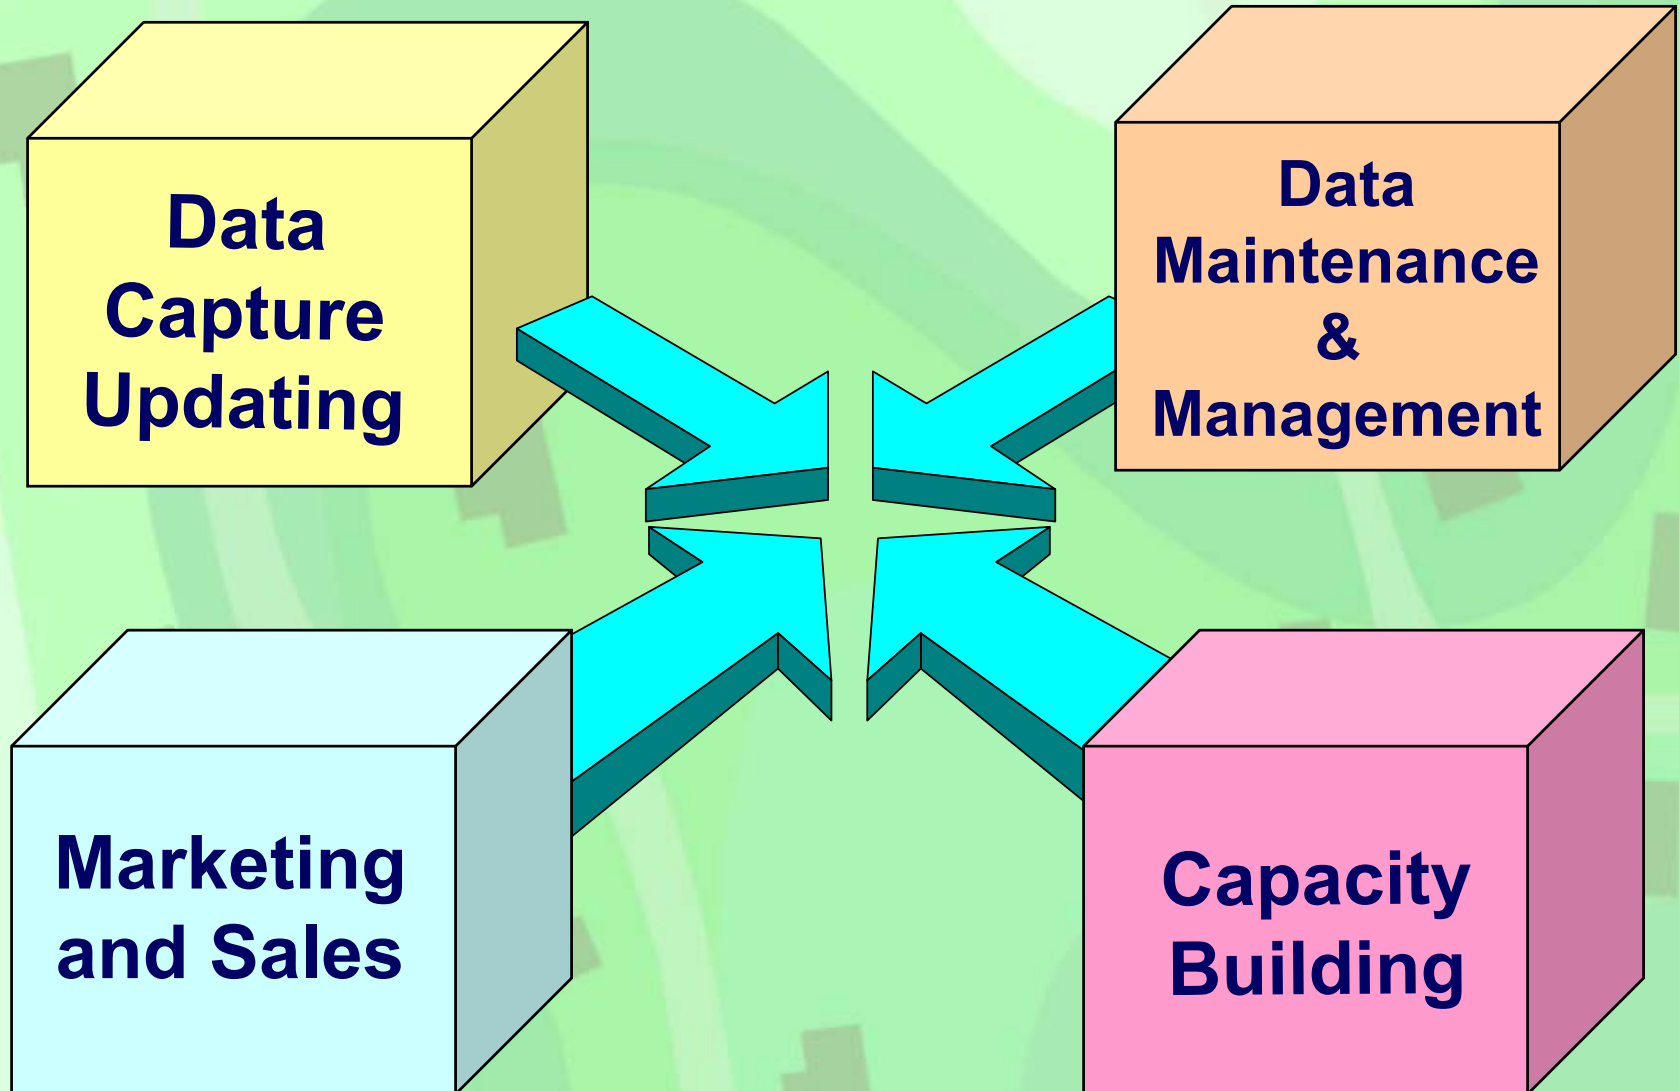 Data
Capture
Updating
Data
Maintenance
&
Management
Marketing
and Sales
Capacity
Building